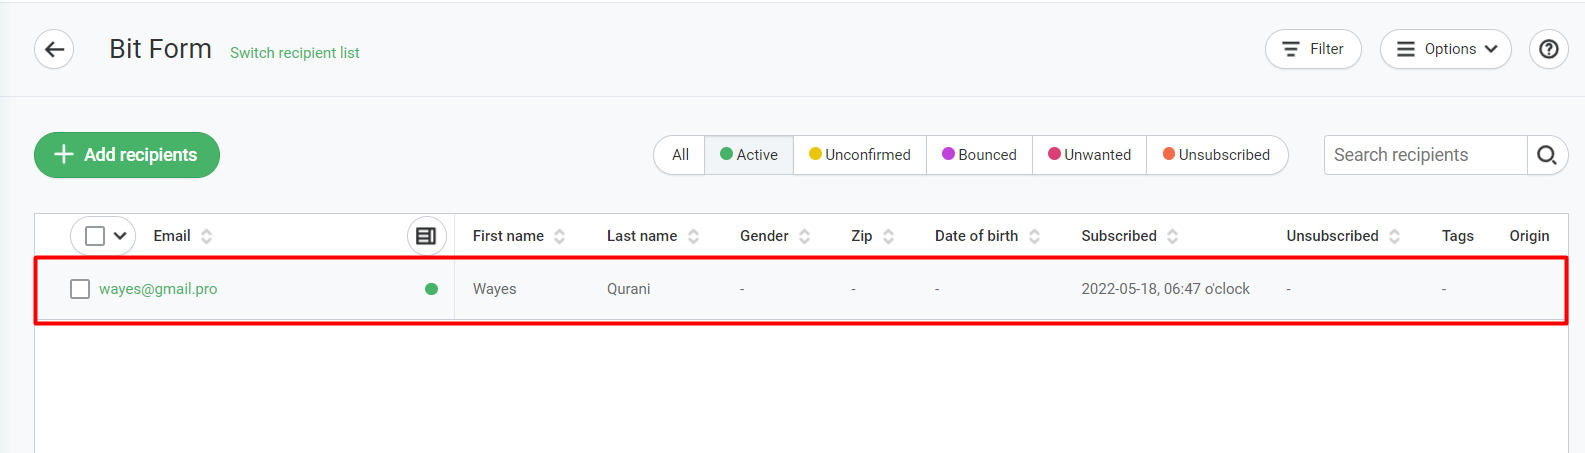 Bit Form Switch recipient list Filter Options
Add recipients All Active Unconfirmed Bounced Unwanted Unsubscribed Search recipients
Email First name Last name Gender Zip Date of birth Subscribed Unsubscribed Tags Origin
wayes@gmail.pro Wayes Qurani - - - 2022-05-18, 06:47 o'clock - -